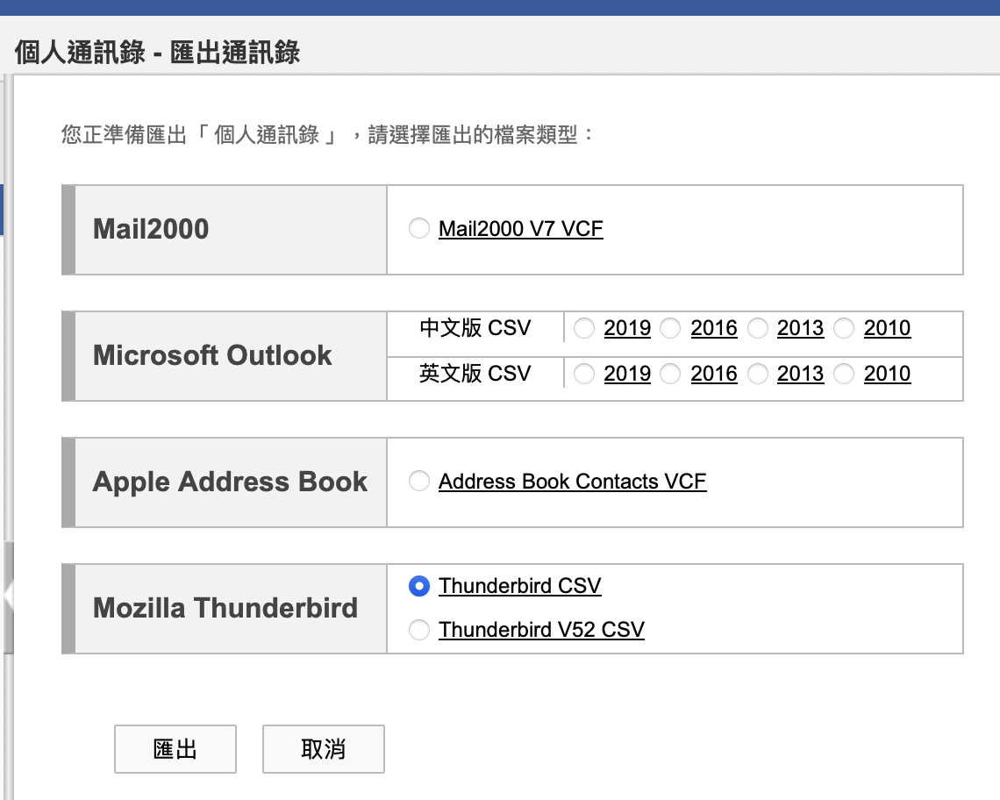 個人通訊錄 - 匯出通訊錄
您正準備匯出「 個人通訊錄 」，請選擇匯出的檔案類型：
Mail2000
Mail2000 V7 VCF
Microsoft Outlook
中文版 CSV 2019 2016 2013 2010
英文版 CSV 2019 2016 2013 2010
Apple Address Book
Address Book Contacts VCF
Mozilla Thunderbird
Thunderbird CSV
Thunderbird V52 CSV
匯出 取消